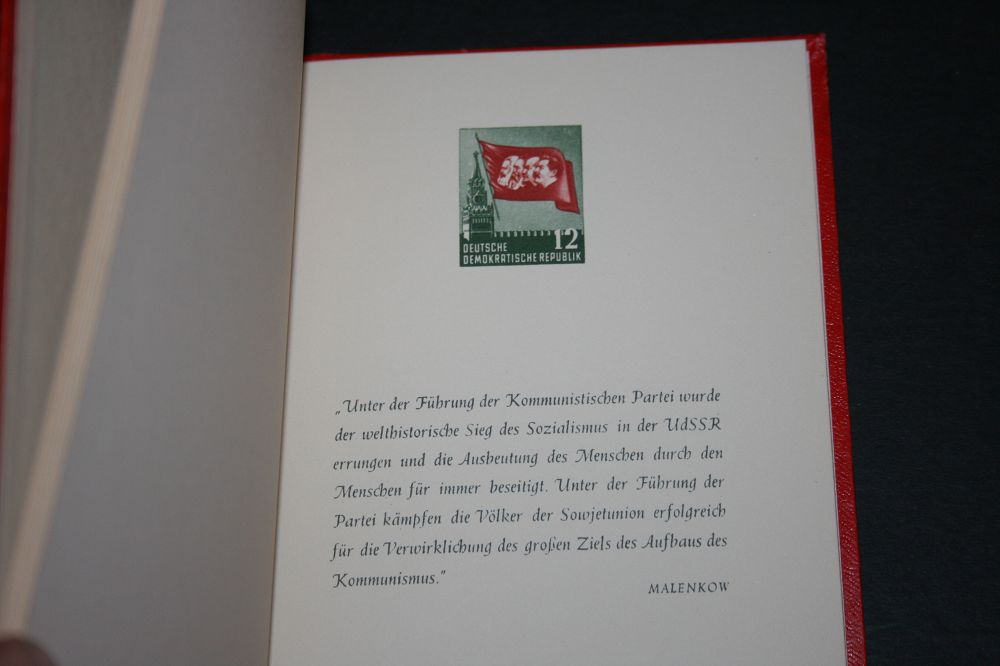 12
DEUTSCHE
DEMOKRATISCHE REPUBLIK
„Unter der Führung der Kommunistischen Partei wurde
der welthistorische Sieg des Sozialismus in der UdSSR
errungen und die Ausbeutung des Menschen durch den
Menschen für immer beseitigt. Unter der Führung der
Partei kämpfen die Völker der Sowjetunion erfolgreich
für die Verwirklichung des großen Ziels des Aufbaus des
Kommunismus."
MALENKOW